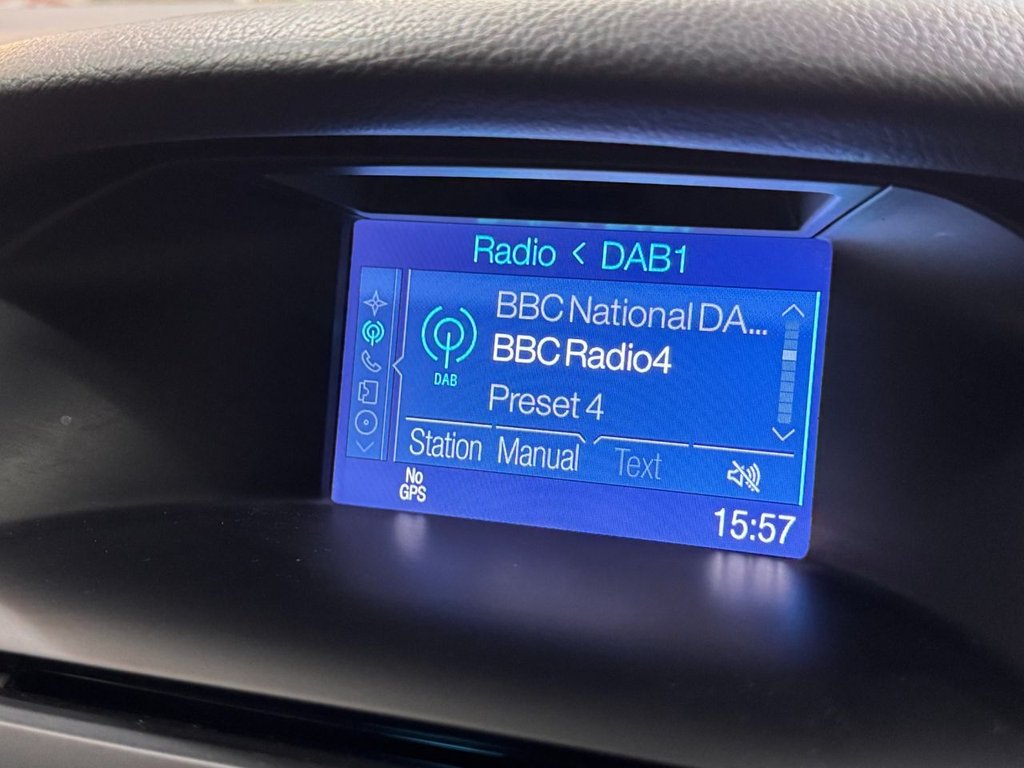 Radio < DAB1
BBC National DA...
BBC Radio4
DAB
Preset 4
Station Manual Text
No
GPS
15:57